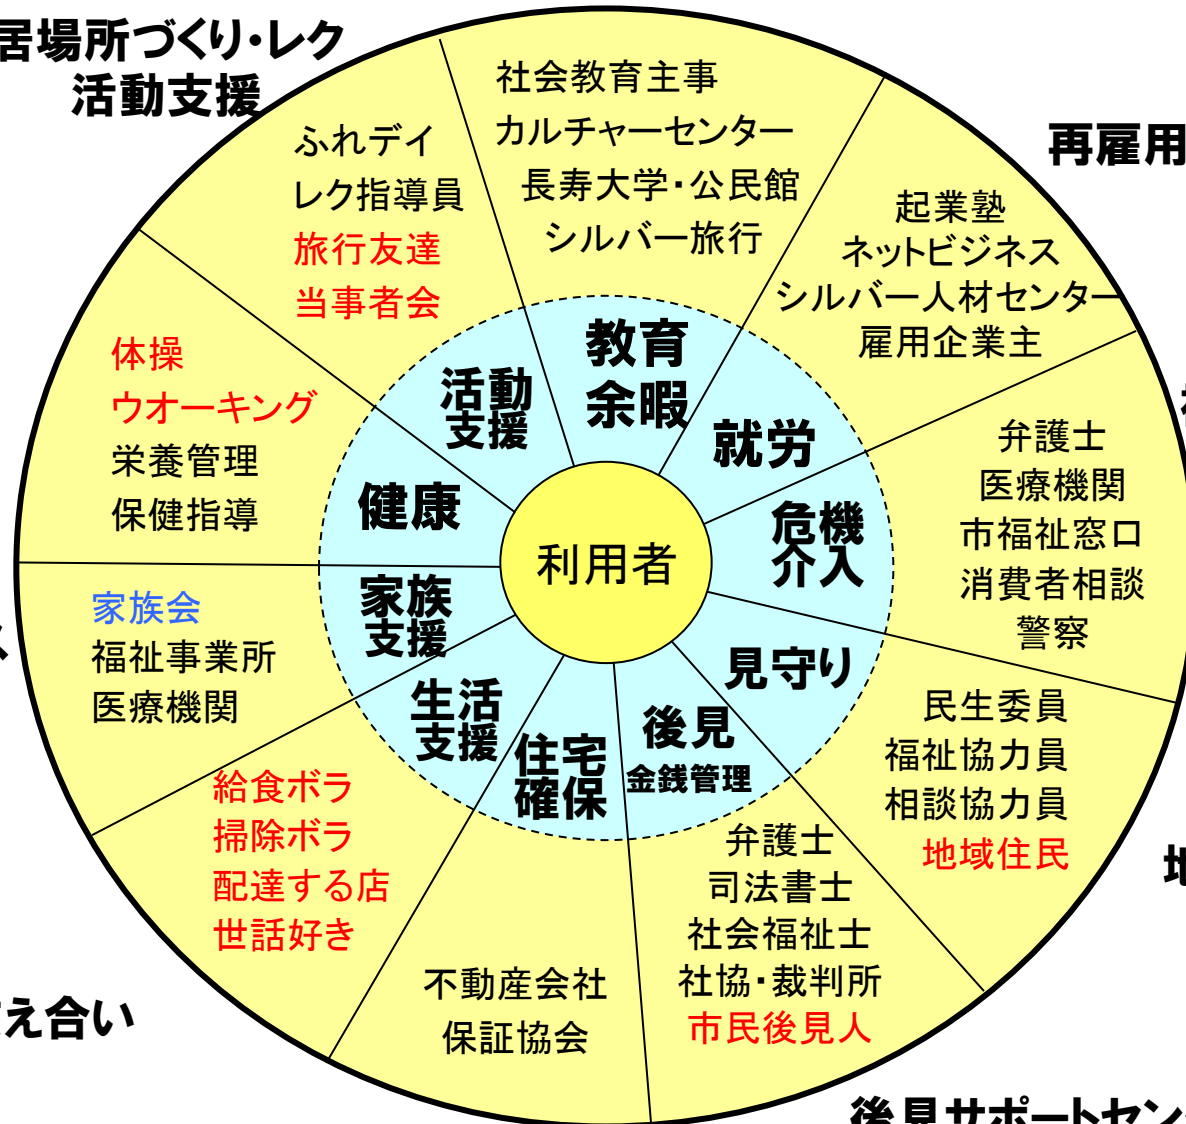 居場所づくり・レク
活動支援
再雇用
社会教育主事
カルチャーセンター
長寿大学・公民館
シルバー旅行
ふれデイ
レク指導員
旅行友達
当事者会
起業塾
ネットビジネス
シルバー人材センター
雇用企業主
体操
ウオーキング
栄養管理
保健指導
教育
余暇
活動
支援
就労
健康
危機
介入
利用者
弁護士
医療機関
市福祉窓口
消費者相談
警察
家族会
福祉事業所
医療機関
家族
支援
見守り
生活
支援
住宅
確保
後見
金銭管理
民生委員
福祉協力員
相談協力員
地域住民
給食ボラ
掃除ボラ
配達する店
世話好き
弁護士
司法書士
社会福祉士
社協・裁判所
市民後見人
不動産会社
保証協会
え合い
後見サポートセン